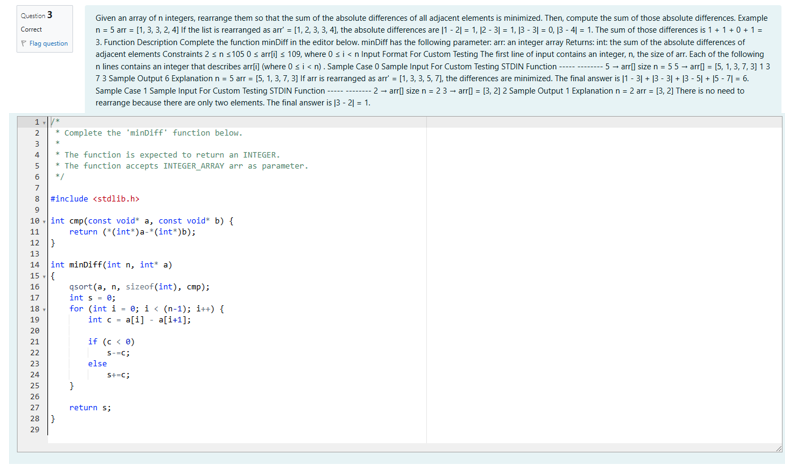 Question 3
Correct
Flag question
Given an array of n integers, rearrange them so that the sum of the absolute differences of all adjacent elements is minimized. Then, compute the sum of those absolute differences. Example
n = 5 arr = [1, 3, 3, 2, 4] If the list is rearranged as arr' = [1, 2, 3, 3, 4], the absolute differences are |1 - 2| = 1, |2 - 3| = 1, |3 - 3| = 0, |3 - 4| = 1. The sum of those differences is 1 + 1 + 0 + 1 =
3. Function Description Complete the function minDiff in the editor below. minDiff has the following parameter: arr: an integer array Returns: int: the sum of the absolute differences of
adjacent elements Constraints 2 ≤ n ≤105 0 ≤ arr[i] ≤ 109, where 0 ≤ i < n Input Format For Custom Testing The first line of input contains an integer, n, the size of arr. Each of the following
n lines contains an integer that describes arr[i] (where 0 ≤ i < n) . Sample Case 0 Sample Input For Custom Testing STDIN Function ----- -------- 5 → arr[] size n = 5 5 → arr[] = [5, 1, 3, 7, 3] 1 3
7 3 Sample Output 6 Explanation n = 5 arr = [5, 1, 3, 7, 3] If arr is rearranged as arr' = [1, 3, 3, 5, 7], the differences are minimized. The final answer is |1 - 3| + |3 - 3| + |3 - 5| + |5 - 7| = 6.
Sample Case 1 Sample Input For Custom Testing STDIN Function ----- -------- 2 → arr[] size n = 2 3 → arr[] = [3, 2] 2 Sample Output 1 Explanation n = 2 arr = [3, 2] There is no need to
rearrange because there are only two elements. The final answer is |3 - 2| = 1.
1 /*
2 * Complete the 'minDiff' function below.
3 *
4 * The function is expected to return an INTEGER.
5 * The function accepts INTEGER_ARRAY arr as parameter.
6 */
7
8 #include <stdlib.h>
9
10 int cmp(const void* a, const void* b) {
11 return (*(int*)a-*(int*)b);
12 }
13
14 int minDiff(int n, int* a)
15 {
16 qsort(a, n, sizeof(int), cmp);
17 int s = 0;
18 for (int i = 0; i < (n-1); i++) {
19 int c = a[i] - a[i+1];
20
21 if (c < 0)
22 s-=c;
23 else
24 s+=c;
25 }
26
27 return s;
28 }
29